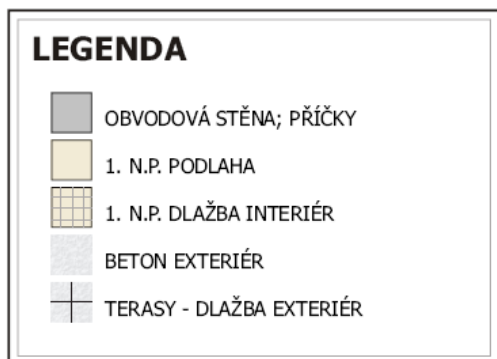 LEGENDA
OBVODOVÁ STĚNA; PŘÍČKY
1. N.P. PODLAHA
1. N.P. DLAŽBA INTERIÉR
BETON EXTERIÉR
TERASY - DLAŽBA EXTERIÉR